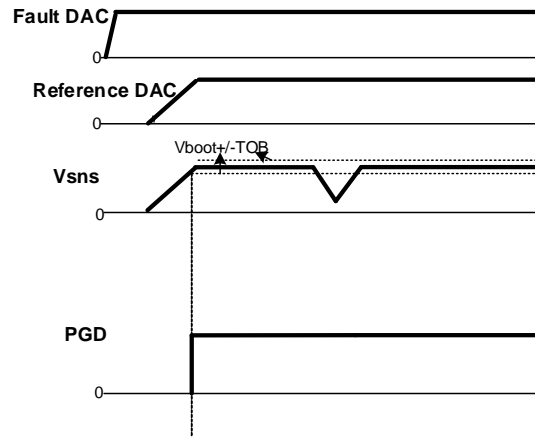 Fault DAC
0
Reference DAC
0
Vboot+/-TOB
Vsns
0
PGD
0